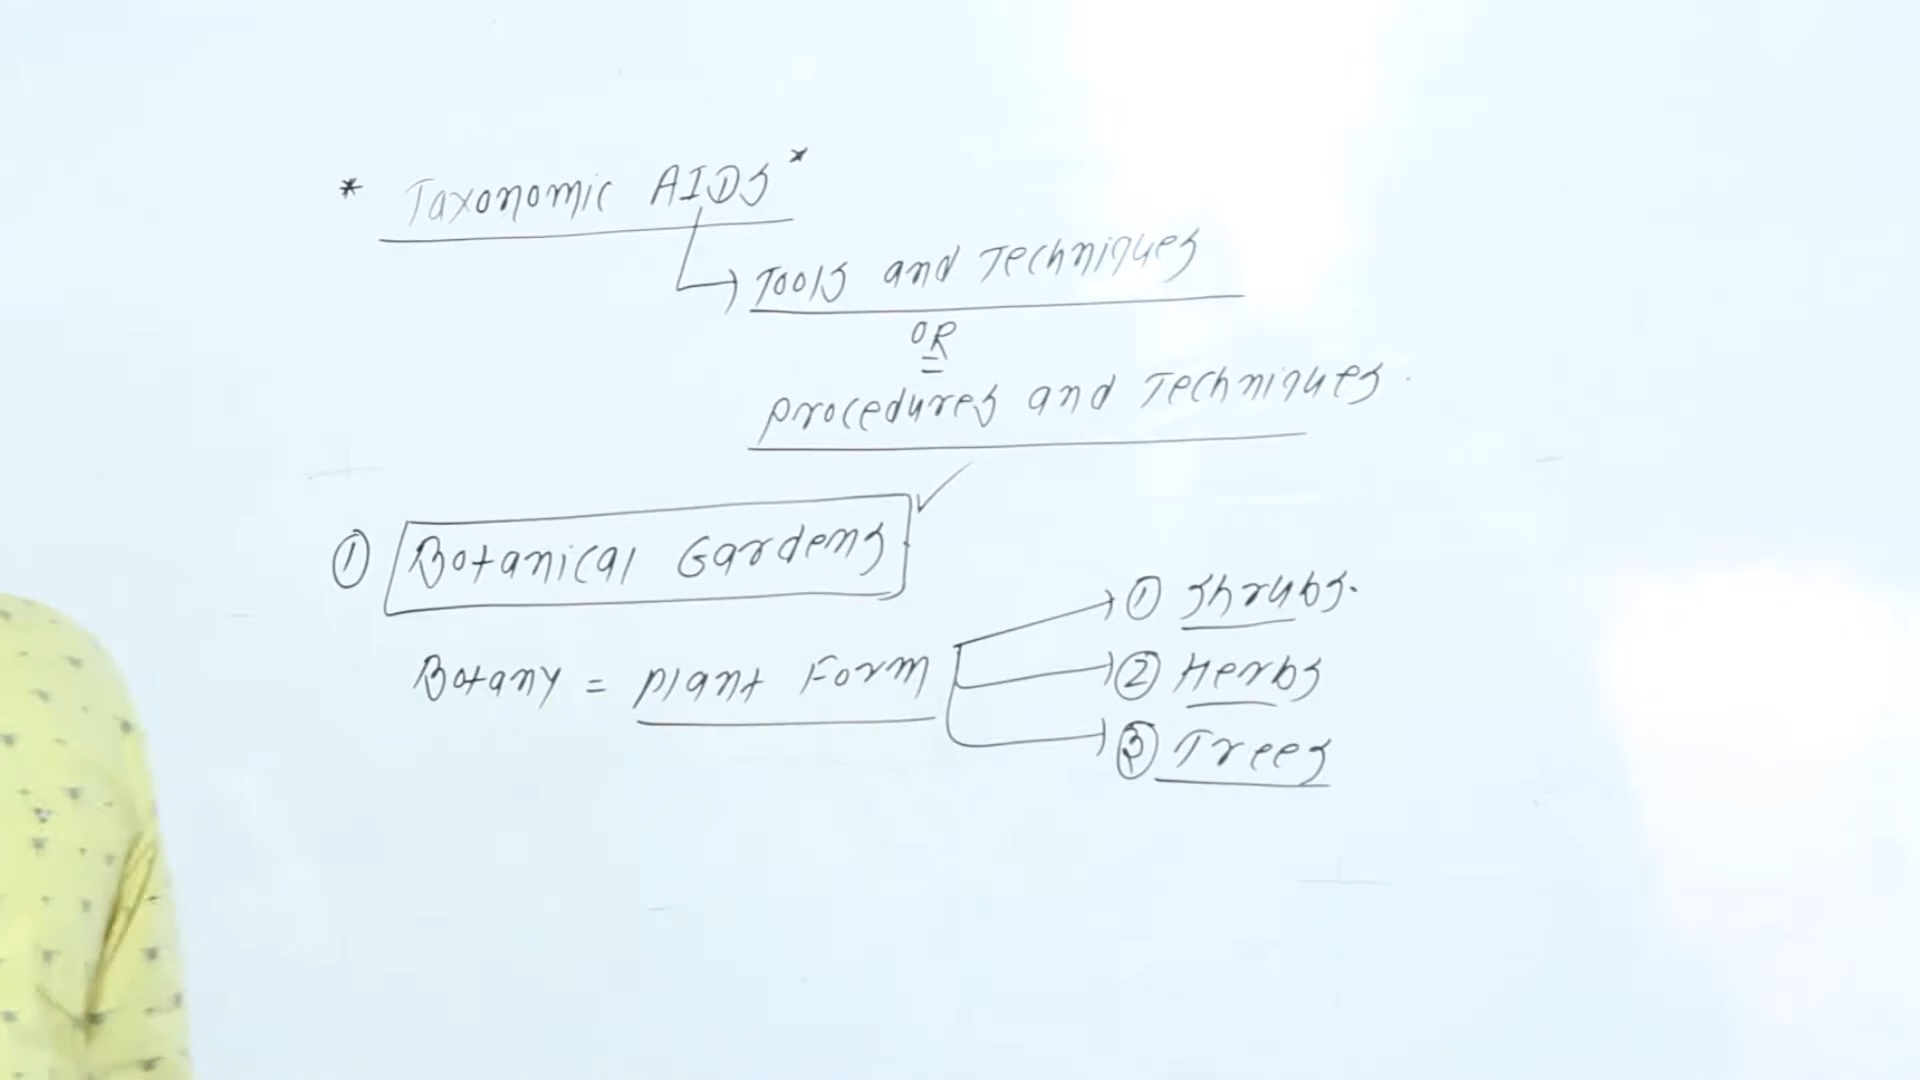 * Taxonomic AIDS *
→ Tools and Techniques
OR
procedures and Techniques.
① Botanical Gardens
Botany = plant Form
→ ① Shrubs.
→ ② Herbs
→ ③ Trees